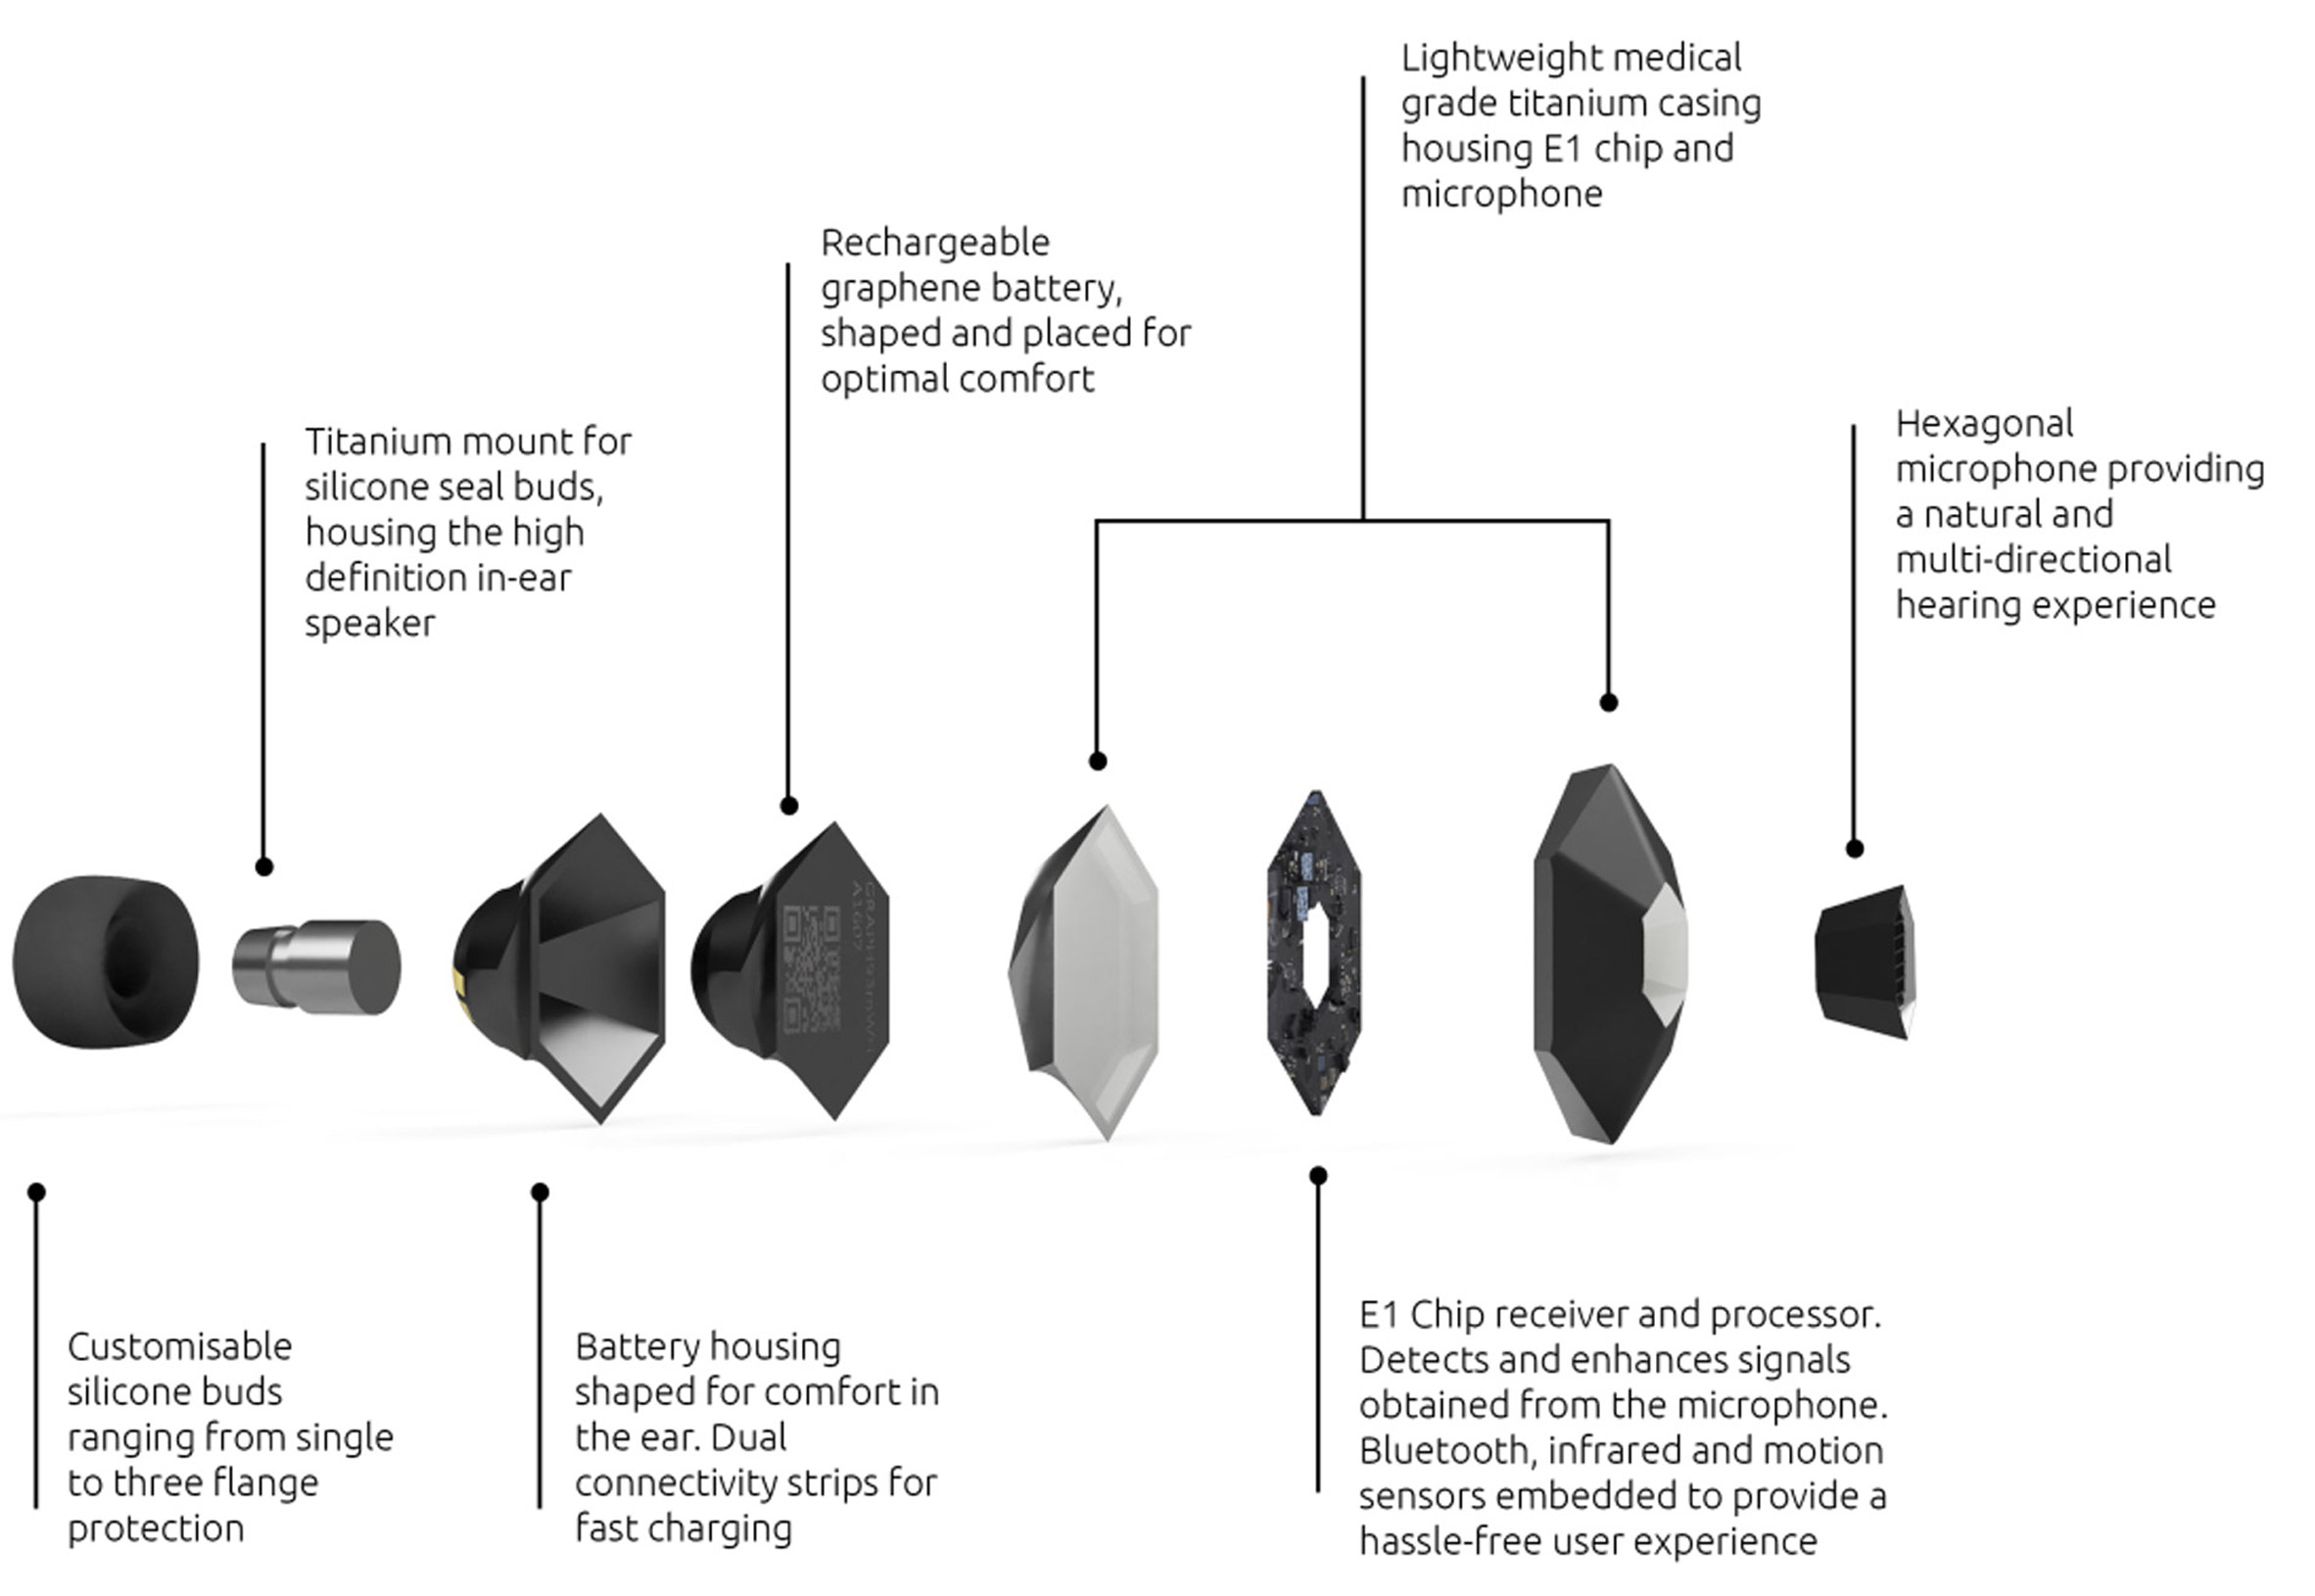 Lightweight medical
grade titanium casing
housing E1 chip and
microphone
Rechargeable
graphene battery,
shaped and placed for
optimal comfort
Hexagonal
microphone providing
a natural and
multi-directional
hearing experience
Titanium mount for
silicone seal buds,
housing the high
definition in-ear
speaker
Customisable
silicone buds
ranging from single
to three flange
protection
Battery housing
shaped for comfort in
the ear. Dual
connectivity strips for
fast charging
E1 Chip receiver and processor.
Detects and enhances signals
obtained from the microphone.
Bluetooth, infrared and motion
sensors embedded to provide a
hassle-free user experience